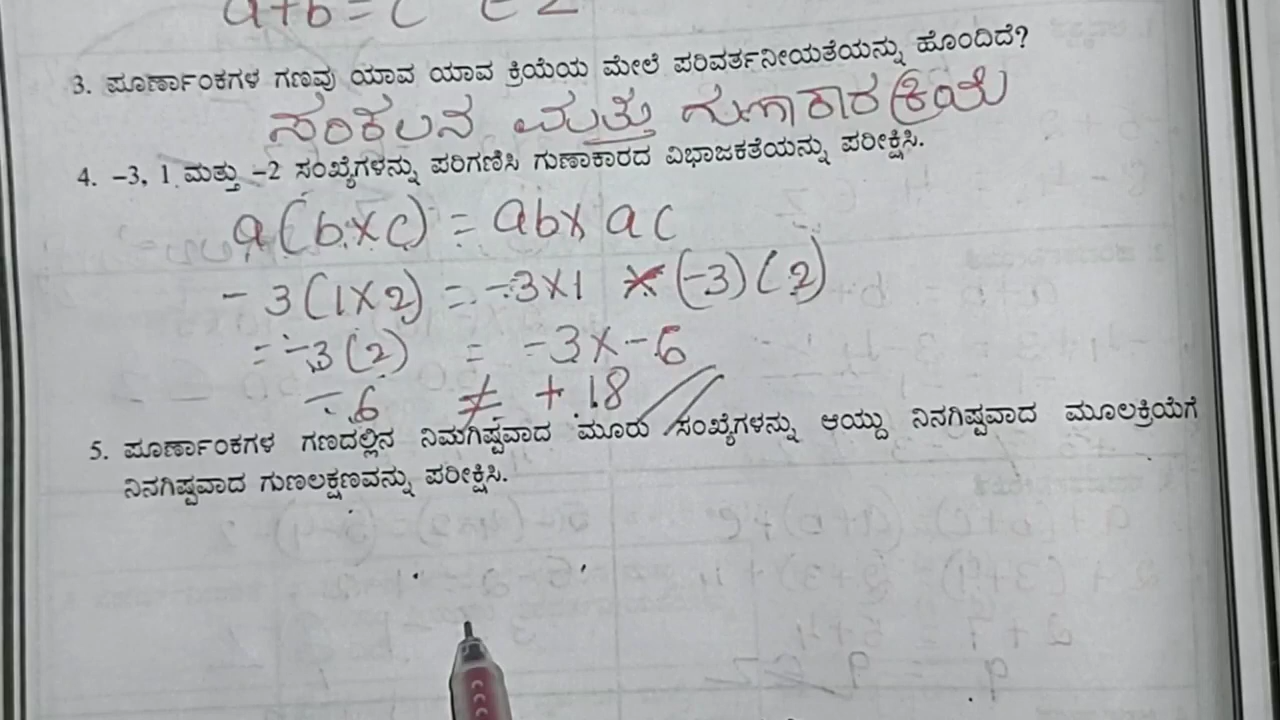 a+b = c ∈ Z
3. ಪೂರ್ಣಾಂಕಗಳ ಗಣವು ಯಾವ ಯಾವ ಕ್ರಿಯೆಯ ಮೇಲೆ ಪರಿವರ್ತನೀಯತೆಯನ್ನು ಹೊಂದಿದೆ?
ಸಂಕಲನ ಮತ್ತು ಗುಣಾಕಾರ ಕ್ರಿಯೆ
4. -3, 1 ಮತ್ತು -2 ಸಂಖ್ಯೆಗಳನ್ನು ಪರಿಗಣಿಸಿ ಗುಣಾಕಾರದ ವಿಭಾಜಕತೆಯನ್ನು ಪರೀಕ್ಷಿಸಿ.
a(b×c) = ab × ac
-3(1×2) = -3×1 × (-3)(2)
= -3(2) = -3×-6
-6 ≠ +18 //
5. ಪೂರ್ಣಾಂಕಗಳ ಗಣದಲ್ಲಿನ ನಿಮಗಿಷ್ಟವಾದ ಮೂರು ಸಂಖ್ಯೆಗಳನ್ನು ಆಯ್ದು ನಿನಗಿಷ್ಟವಾದ ಮೂಲಕ್ರಿಯೆಗೆ
ನಿನಗಿಷ್ಟವಾದ ಗುಣಲಕ್ಷಣವನ್ನು ಪರೀಕ್ಷಿಸಿ.